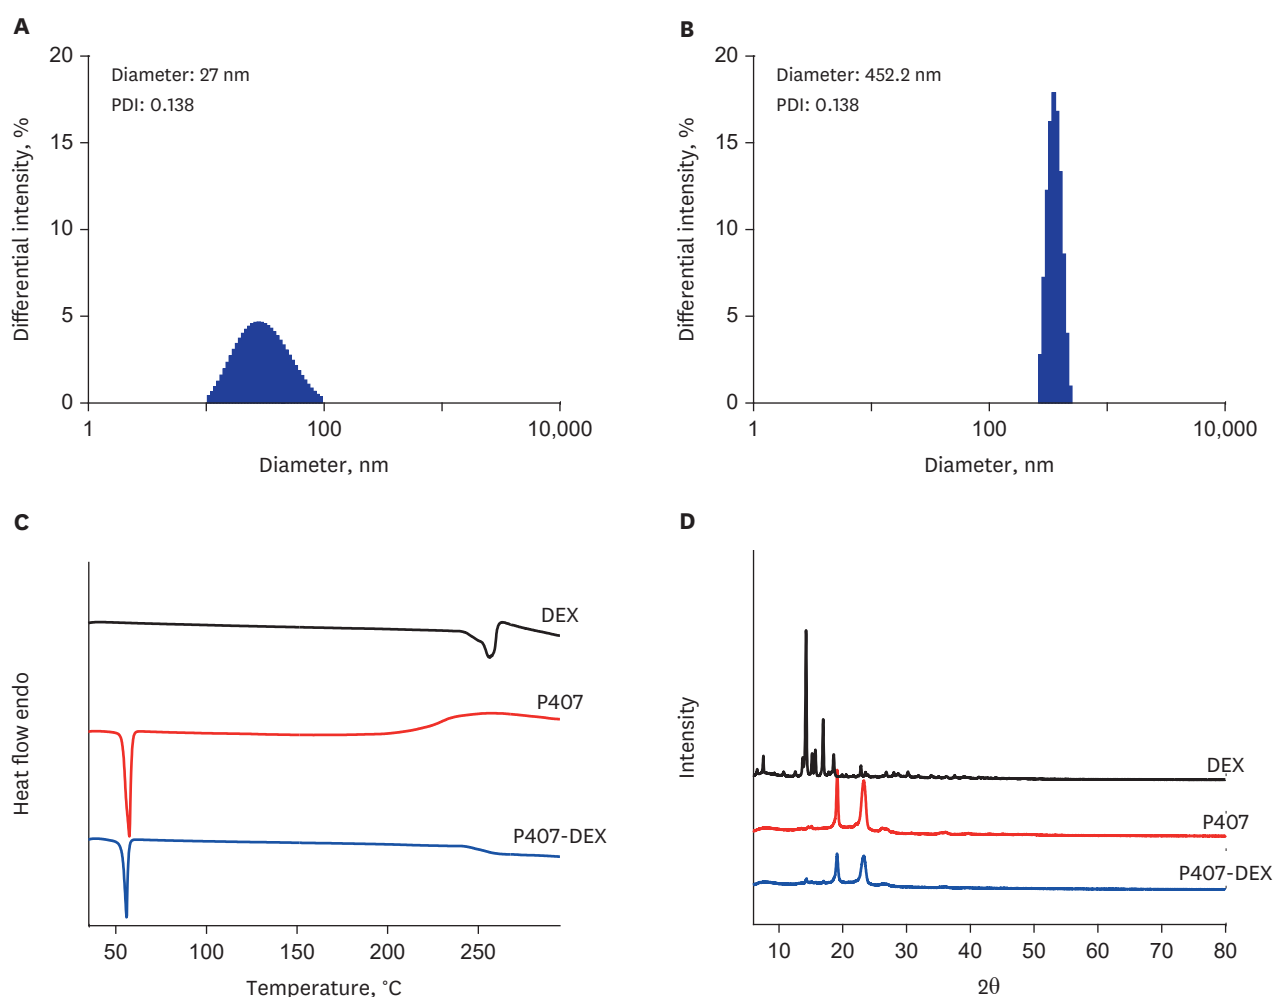 A
Diameter: 27 nm
PDI: 0.138
Differential intensity, %
20
15
10
5
0
1
100
10,000
Diameter, nm
B
Diameter: 452.2 nm
PDI: 0.138
Differential intensity, %
20
15
10
5
0
1
100
10,000
Diameter, nm
C
Heat flow endo
DEX
P407
P407-DEX
50
100
150
200
250
Temperature, °C
D
Intensity
DEX
P407
P407-DEX
10
20
30
40
50
60
70
80
2θ